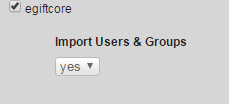 egiftcore
Import Users & Groups
yes